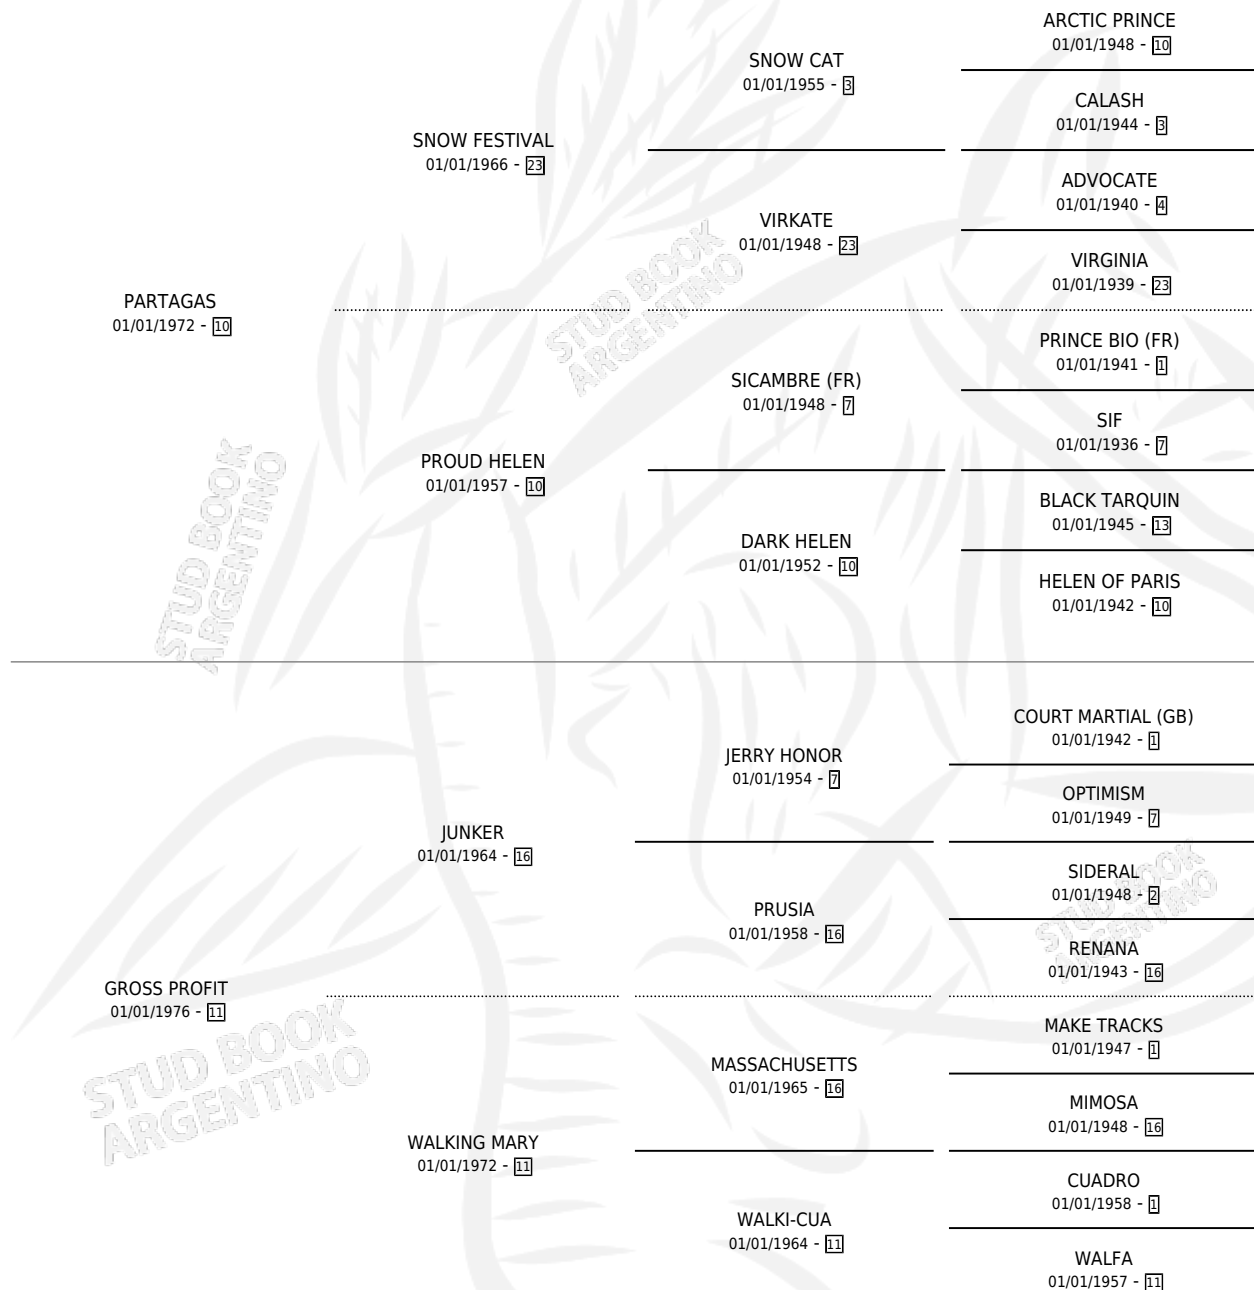 ARCTIC PRINCE
01/01/1948 - 10
SNOW CAT
01/01/1955 - 3
CALASH
01/01/1944 - 3
SNOW FESTIVAL
01/01/1966 - 23
ADVOCATE
01/01/1940 - 4
VIRKATE
01/01/1948 - 23
VIRGINIA
01/01/1939 - 23
PARTAGAS
01/01/1972 - 10
PRINCE BIO (FR)
01/01/1941 - 1
SICAMBRE (FR)
01/01/1948 - 7
SIF
01/01/1936 - 7
PROUD HELEN
01/01/1957 - 10
BLACK TARQUIN
01/01/1945 - 13
DARK HELEN
01/01/1952 - 10
HELEN OF PARIS
01/01/1942 - 10
COURT MARTIAL (GB)
01/01/1942 - 1
JERRY HONOR
01/01/1954 - 7
OPTIMISM
01/01/1949 - 7
JUNKER
01/01/1964 - 16
SIDERAL
01/01/1948 - 2
PRUSIA
01/01/1958 - 16
RENANA
01/01/1943 - 16
GROSS PROFIT
01/01/1976 - 11
MAKE TRACKS
01/01/1947 - 1
MASSACHUSETTS
01/01/1965 - 16
MIMOSA
01/01/1948 - 16
WALKING MARY
01/01/1972 - 11
CUADRO
01/01/1958 - 1
WALKI-CUA
01/01/1964 - 11
WALFA
01/01/1957 - 11
STUD BOOK
ARGENTINO
STUD BOOK
ARGENTINO
STUD BOOK
ARGENTINO
STUD BOOK
ARGENTINO